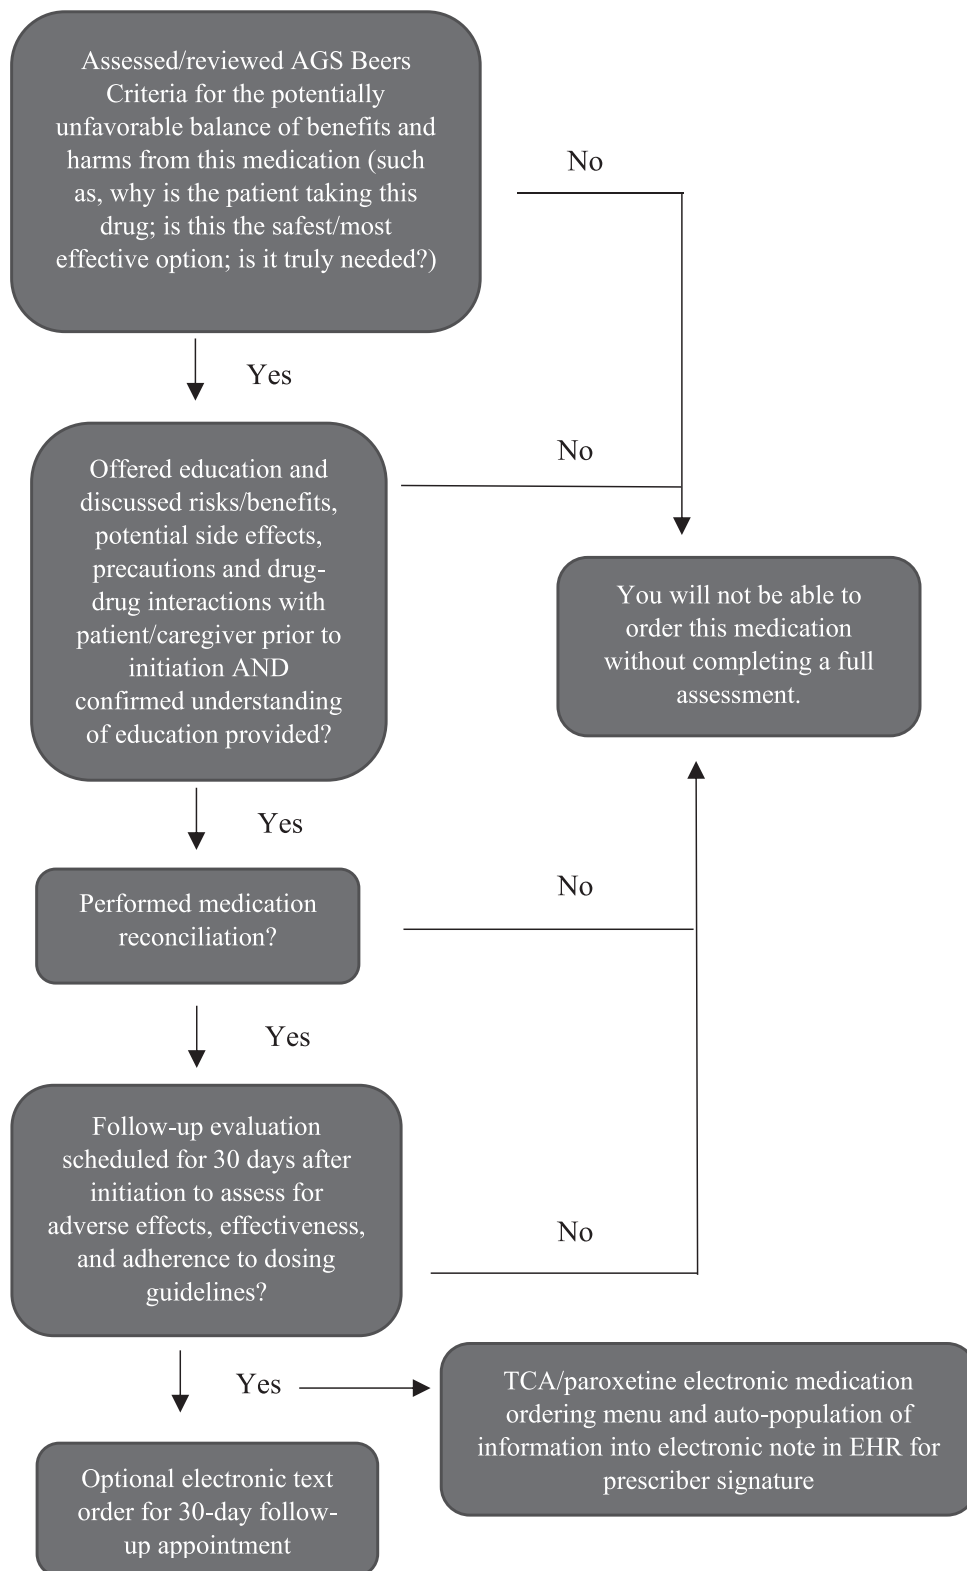 Assessed/reviewed AGS Beers
Criteria for the potentially
unfavorable balance of benefits and
harms from this medication (such
as, why is the patient taking this
drug; is this the safest/most
effective option; is it truly needed?)
No
Yes
Offered education and
discussed risks/benefits,
potential side effects,
precautions and drug-
drug interactions with
patient/caregiver prior to
initiation AND
confirmed understanding
of education provided?
No
You will not be able to
order this medication
without completing a full
assessment.
Yes
Performed medication
reconciliation?
No
Yes
Follow-up evaluation
scheduled for 30 days after
initiation to assess for
adverse effects, effectiveness,
and adherence to dosing
guidelines?
No
Yes
TCA/paroxetine electronic medication
ordering menu and auto-population of
information into electronic note in EHR for
prescriber signature
Optional electronic text
order for 30-day follow-
up appointment